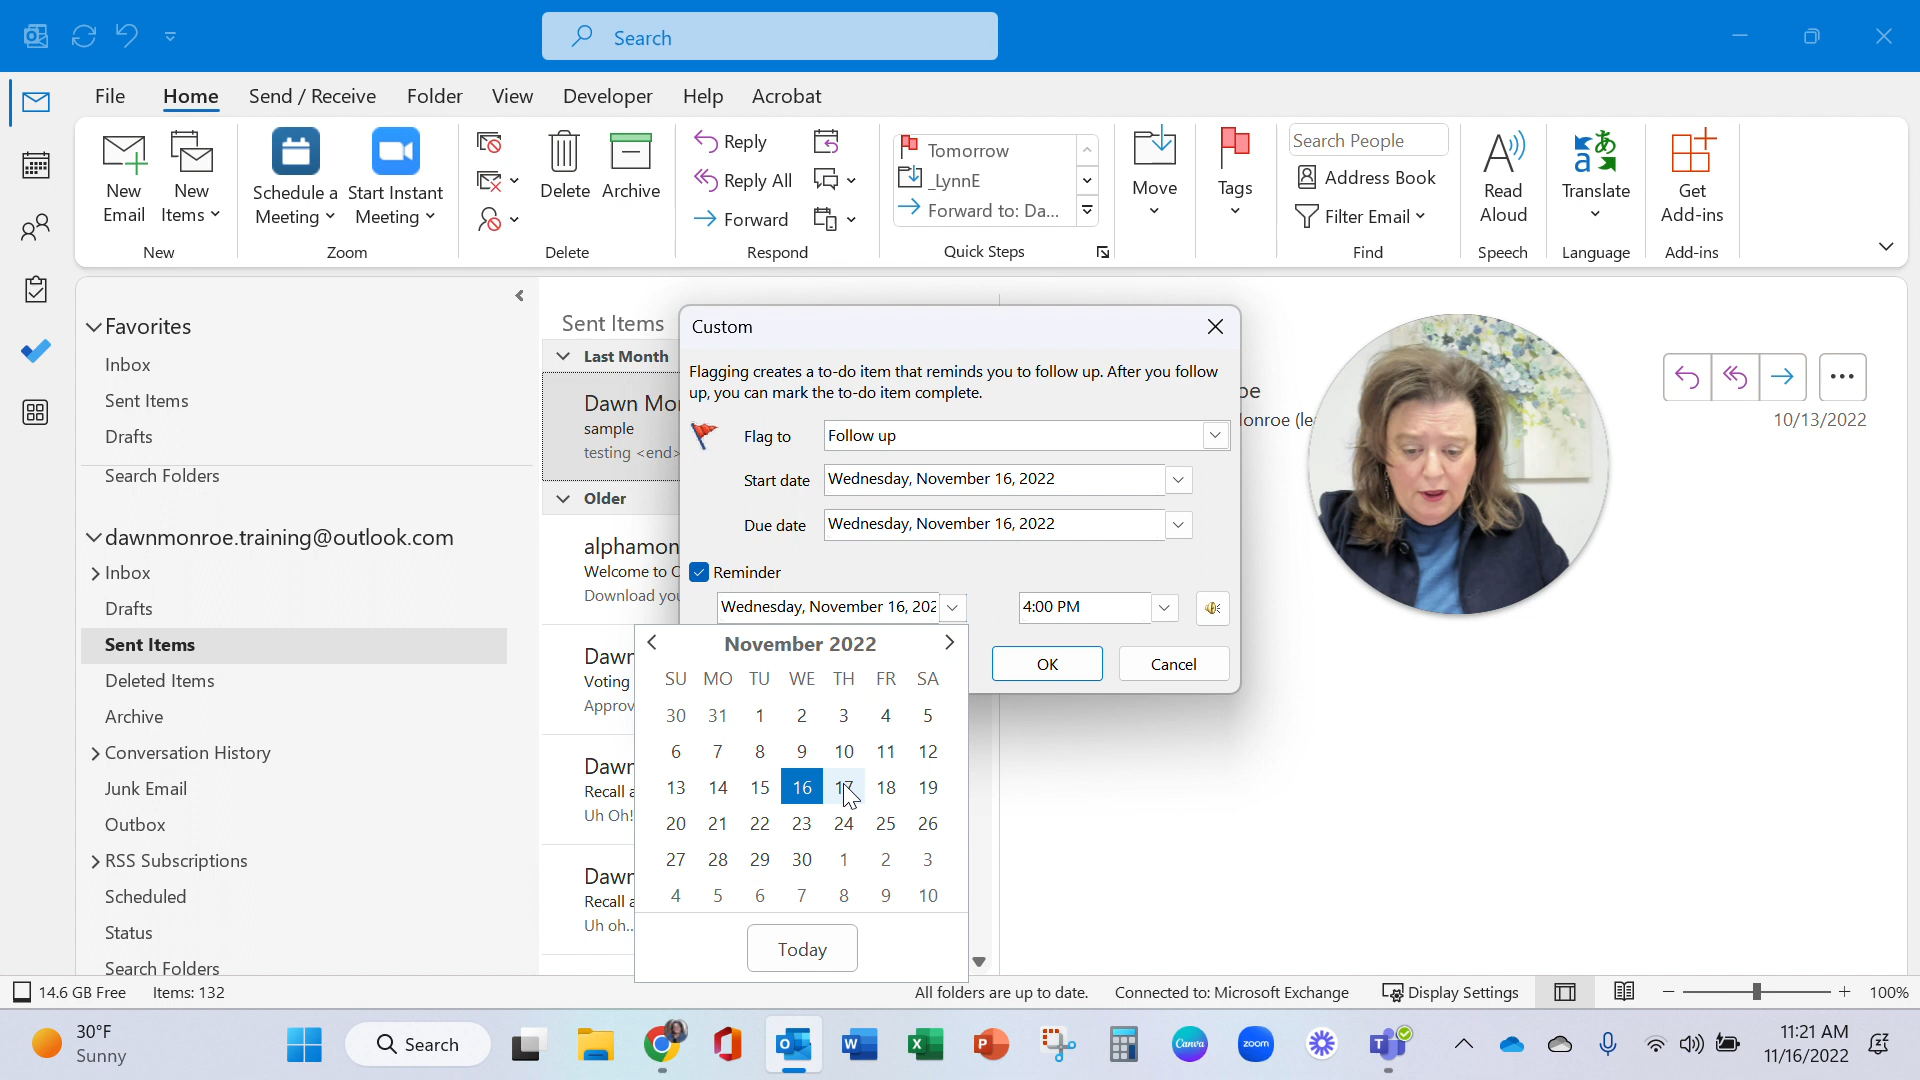 Search
File Home Send / Receive Folder View Developer Help Acrobat
New Email
New Items
New
Schedule a Meeting
Start Instant Meeting
Zoom
Delete
Archive
Delete
Reply
Reply All
Forward
Respond
Tomorrow
_LynnE
Forward to: Da...
Quick Steps
Move
Tags
Search People
Address Book
Filter Email
Find
Read Aloud
Speech
Translate
Language
Get Add-ins
Add-ins
Favorites
Inbox
Sent Items
Drafts
Search Folders
dawnmonroe.training@outlook.com
Inbox
Drafts
Sent Items
Deleted Items
Archive
Conversation History
Junk Email
Outbox
RSS Subscriptions
Scheduled
Status
Search Folders
Sent Items
Last Month
Dawn Mo
sample
testing <end>
Older
alphamon
Welcome to
Download you
Dawn
Voting
Approv
Dawn
Recall a
Uh Oh!
Dawn
Recall a
Uh oh..
Custom
Flagging creates a to-do item that reminds you to follow up. After you follow
up, you can mark the to-do item complete.
Flag to Follow up
Start date Wednesday, November 16, 2022
Due date Wednesday, November 16, 2022
Reminder
Wednesday, November 16, 202 4:00 PM
OK Cancel
November 2022
SU MO TU WE TH FR SA
30 31 1 2 3 4 5
6 7 8 9 10 11 12
13 14 15 16 17 18 19
20 21 22 23 24 25 26
27 28 29 30 1 2 3
4 5 6 7 8 9 10
Today
be
onroe (le
10/13/2022
14.6 GB Free Items: 132
All folders are up to date. Connected to: Microsoft Exchange Display Settings 100%
30°F
Sunny
Search
Canva
zoom
11:21 AM
11/16/2022